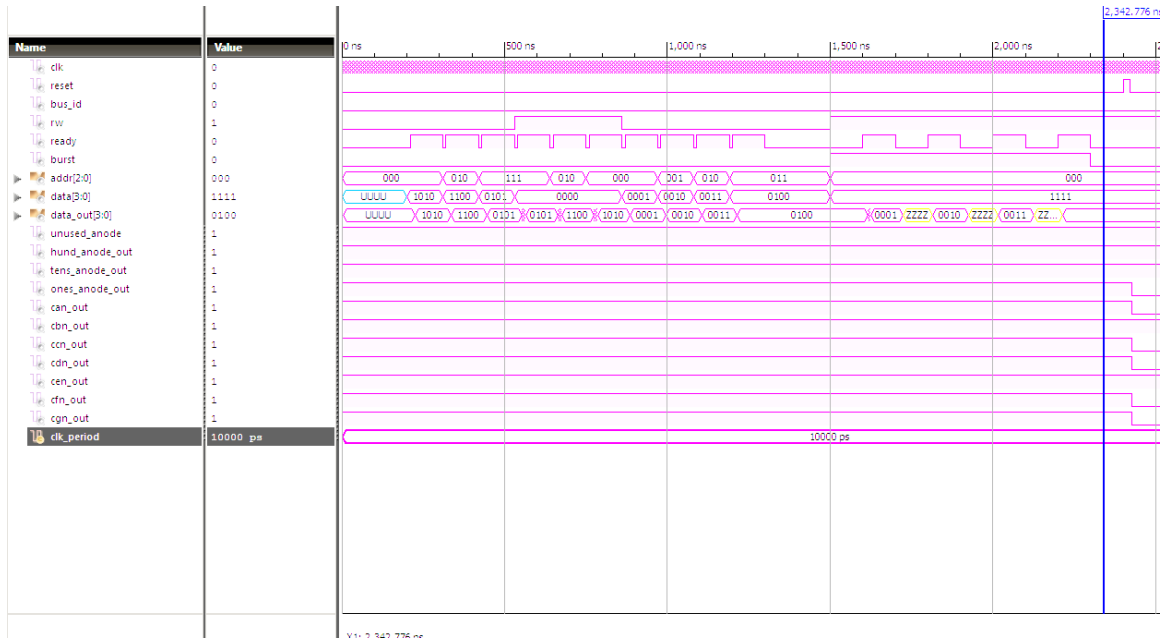 2,342.776 ns
Name Value 0 ns 500 ns 1,000 ns 1,500 ns 2,000 ns 2
clk 0
reset 0
bus_id 0
rw 1
ready 0
burst 0
addr[2:0] 000 000 010 111 010 000 001 010 011 000
data[3:0] 1111 UUUU 1010 1100 0101 0000 0001 0010 0011 0100 1111
data_out[3:0] 0100 UUUU 1010 1100 0101 0101 1100 1010 0001 0010 0011 0100 0001 ZZZZ 0010 ZZZZ 0011 ZZ...
unused_anode 1
hund_anode_out 1
tens_anode_out 1
ones_anode_out 1
can_out 1
cbn_out 1
ccn_out 1
cdn_out 1
cen_out 1
cfn_out 1
cgn_out 1
clk_period 10000 ps 10000 ps
X1: 2,342.776 ns